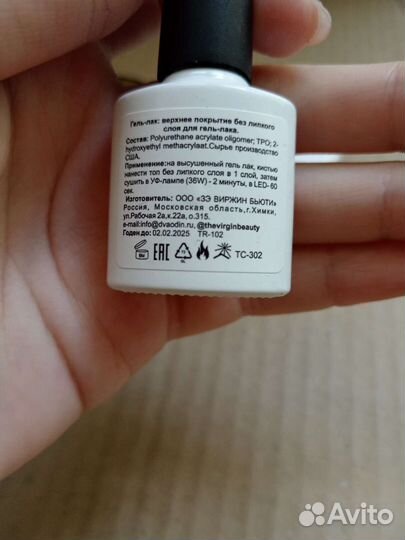 Гель-лак: верхнее покрытие без липкого
слоя для гель-лака.
Состав: Polyurethane acrylate oligomer; TPO; 2-
hydroxyethyl methacrylaat.Сырье производство
США.
Применение:на высушенный гель лак, кистью
нанести топ без липкого слоя в 1 слой, затем
сушить в УФ-лампе (36W) - 2 минуты, в LED- 60
сек.
Изготовитель: ООО «ЗЭ ВИРЖИН БЬЮТИ»
Россия, Московская область,г.Химки,
ул.Рабочая 2а,к.22а, о.315.
e-mail:info@dvaodin.ru, @thevirginbeauty
Годен до: 02.02.2025 TR-102
EAC TC-302
Avito